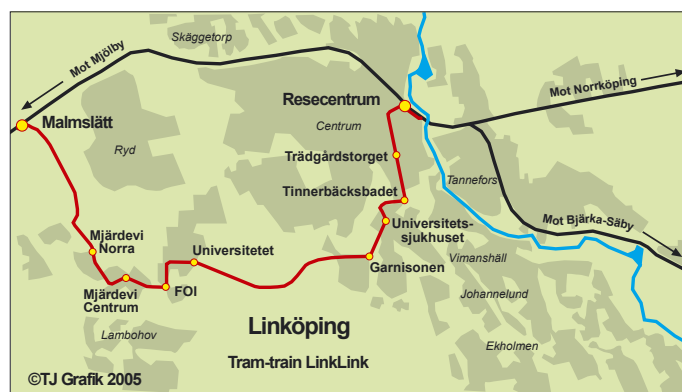 Skäggetorp
Mot Mjölby
Resecentrum
Mot Norrköping
Malmslätt
Centrum
Ryd
Trädgårdstorget
Tannefors
Tinnerbäcksbadet
Mot Bjärka-Säby
Universitets-
sjukhuset
Mjärdevi
Norra
Universitetet
Vimanshäll
Garnisonen
Mjärdevi
Centrum
FOI
Johannelund
Linköping
Lambohov
Ekholmen
Tram-train LinkLink
©TJ Grafik 2005